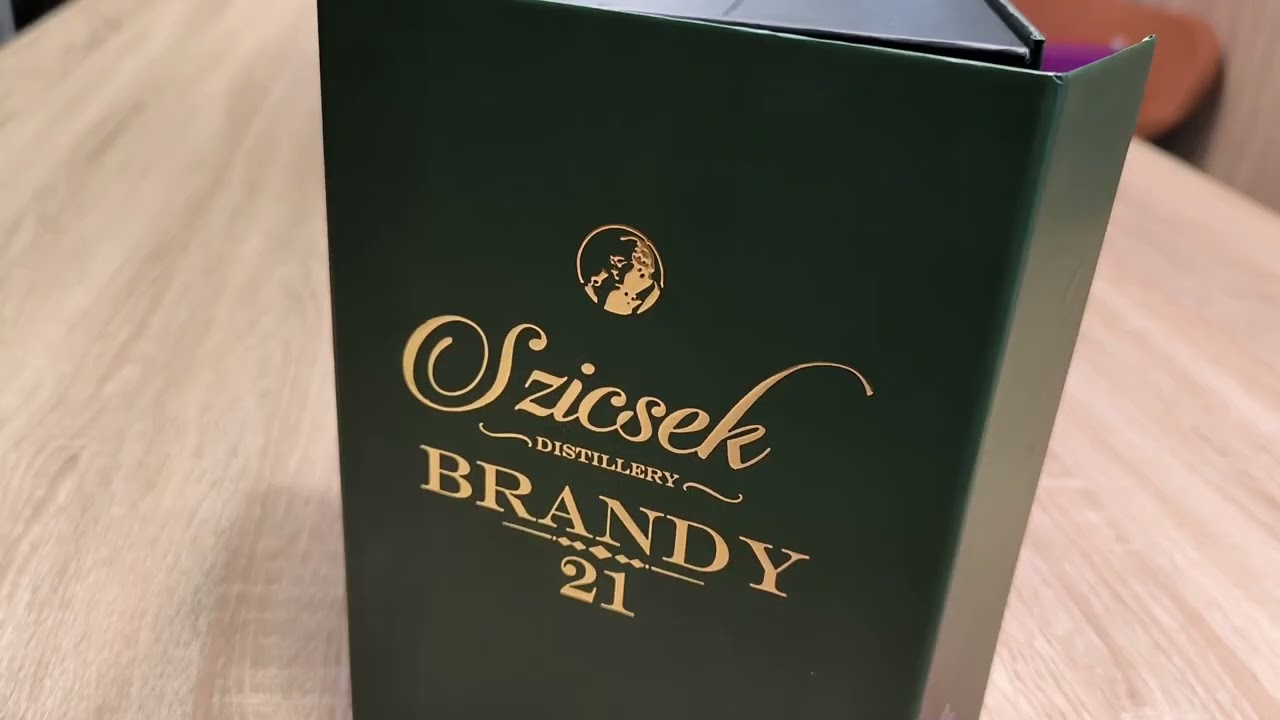 Szicsek
DISTILLERY
BRANDY
21